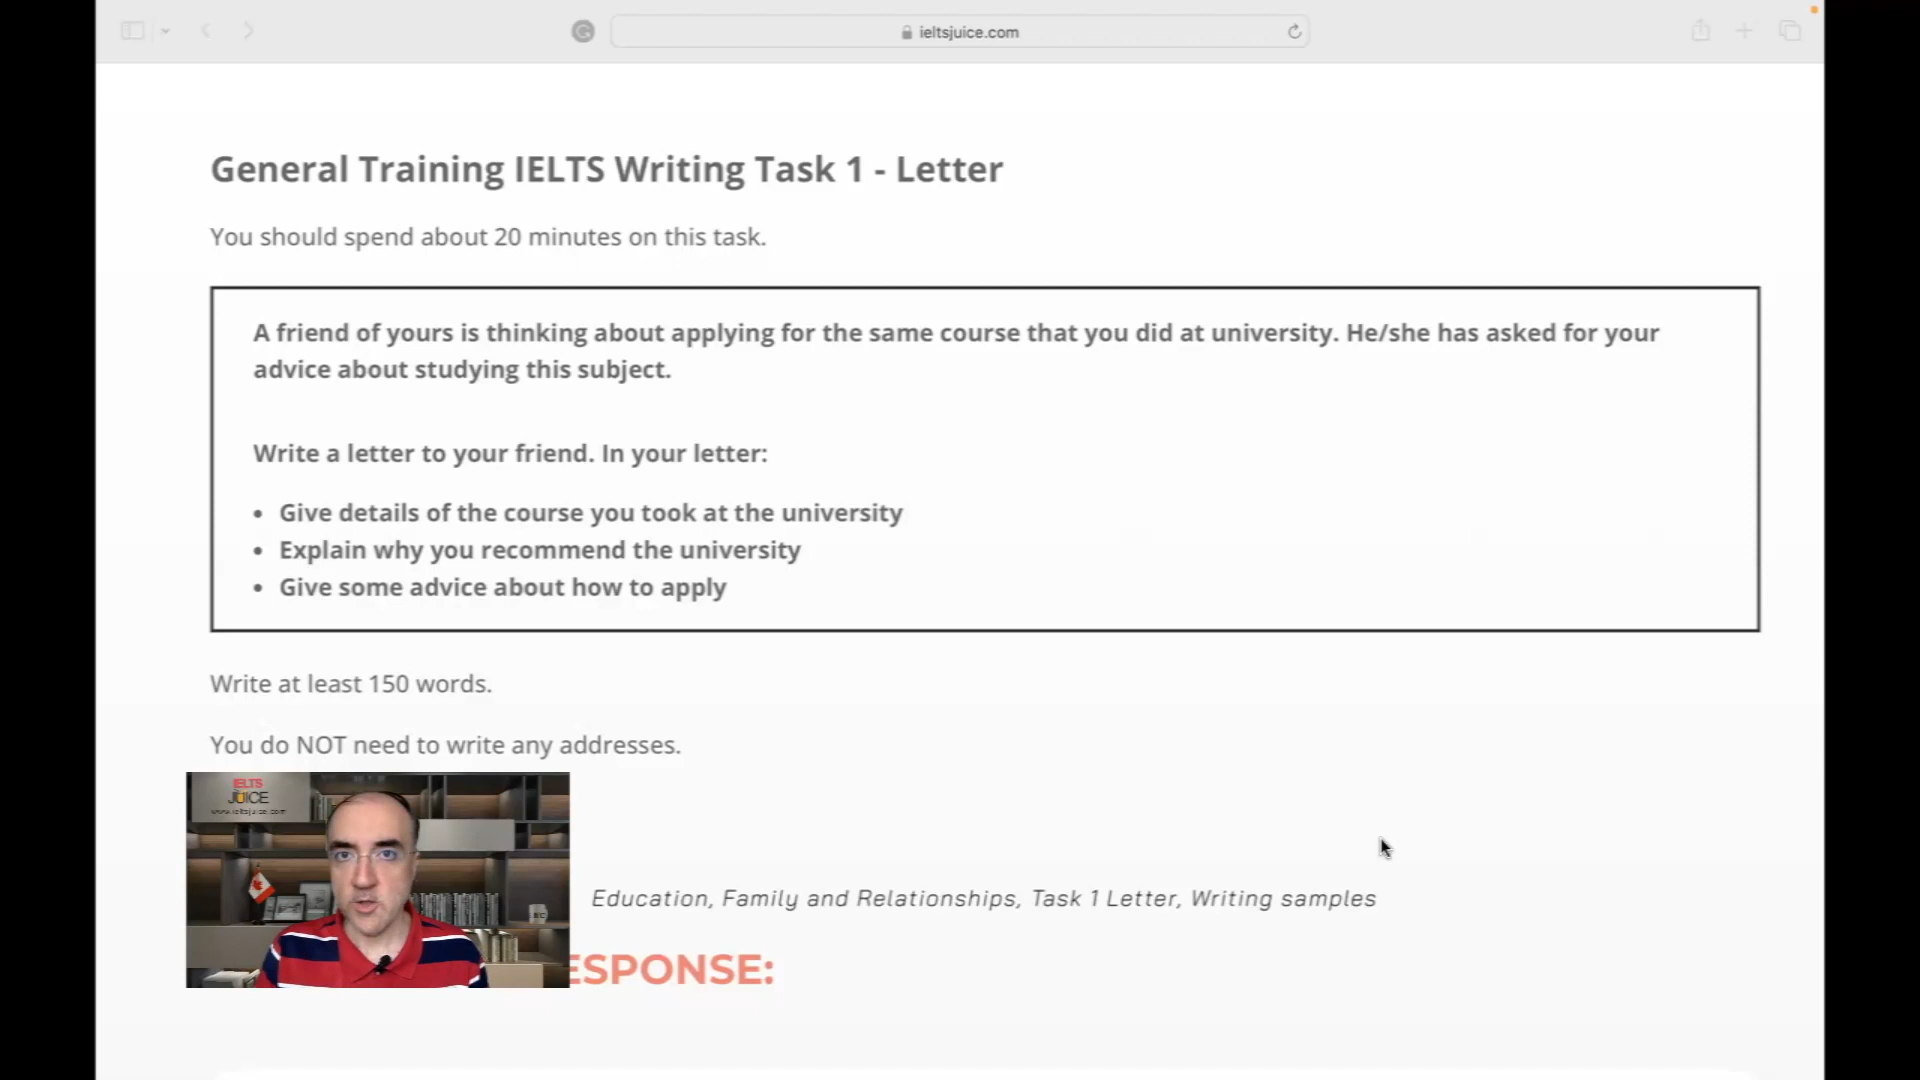 ieltsjuice.com
General Training IELTS Writing Task 1 - Letter
You should spend about 20 minutes on this task.
A friend of yours is thinking about applying for the same course that you did at university. He/she has asked for your
advice about studying this subject.
Write a letter to your friend. In your letter:
• Give details of the course you took at the university
• Explain why you recommend the university
• Give some advice about how to apply
Write at least 150 words.
You do NOT need to write any addresses.
IELTS
JUICE
www.ieltsjuice.com
Education, Family and Relationships, Task 1 Letter, Writing samples
ESPONSE: